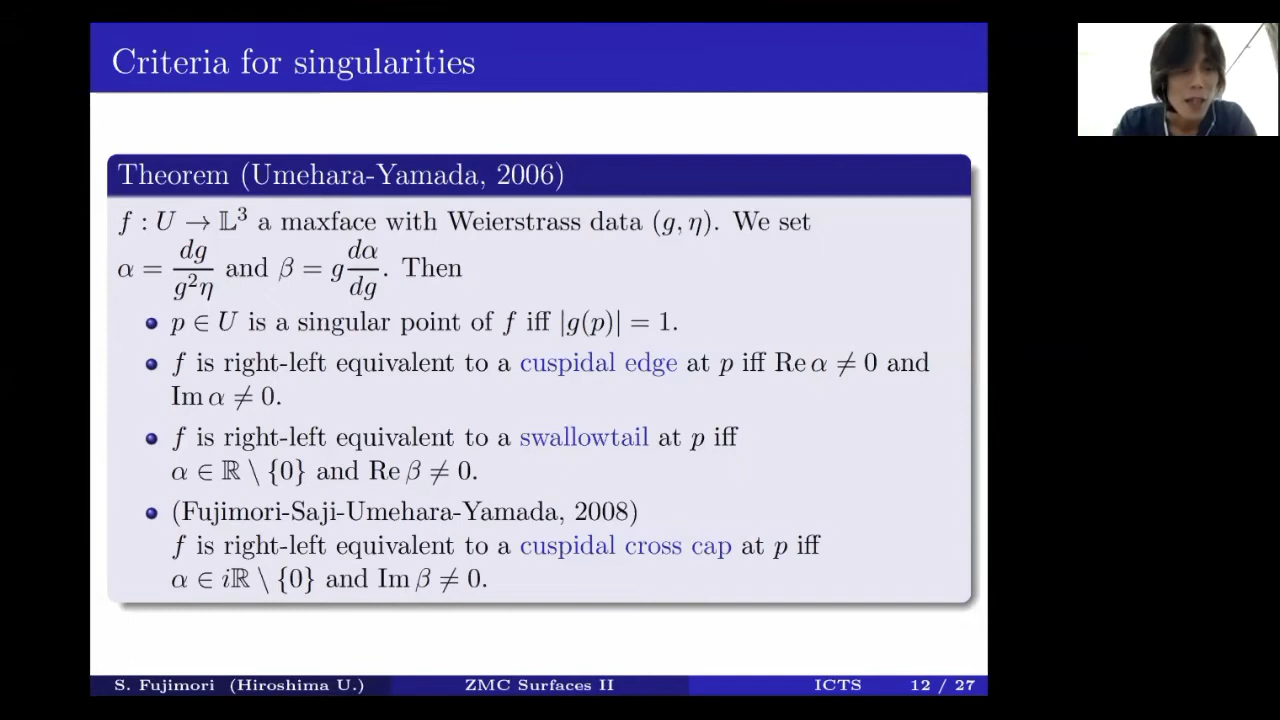 Criteria for singularities
Theorem (Umehara-Yamada, 2006)
f : U → 𝕃³ a maxface with Weierstrass data (g, η). We set
α = dg/g²η and β = g dα/dg. Then
p ∈ U is a singular point of f iff |g(p)| = 1.
f is right-left equivalent to a cuspidal edge at p iff Re α ≠ 0 and
Im α ≠ 0.
f is right-left equivalent to a swallowtail at p iff
α ∈ ℝ \ {0} and Re β ≠ 0.
(Fujimori-Saji-Umehara-Yamada, 2008)
f is right-left equivalent to a cuspidal cross cap at p iff
α ∈ iℝ \ {0} and Im β ≠ 0.
S. Fujimori (Hiroshima U.) ZMC Surfaces II ICTS 12 / 27